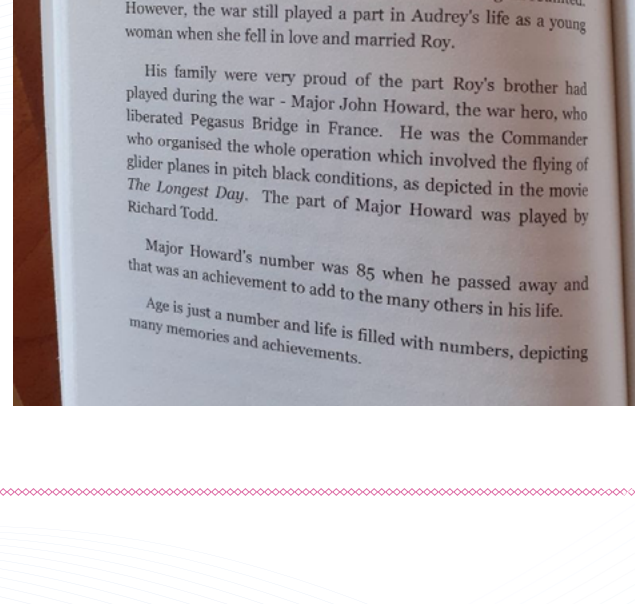 However, the war still played a part in Audrey's life as a young
woman when she fell in love and married Roy.
His family were very proud of the part Roy's brother had
played during the war - Major John Howard, the war hero, who
liberated Pegasus Bridge in France. He was the Commander
who organised the whole operation which involved the flying of
glider planes in pitch black conditions, as depicted in the movie
The Longest Day. The part of Major Howard was played by
Richard Todd.
Major Howard's number was 85 when he passed away and
that was an achievement to add to the many others in his life.
Age is just a number and life is filled with numbers, depicting
many memories and achievements.